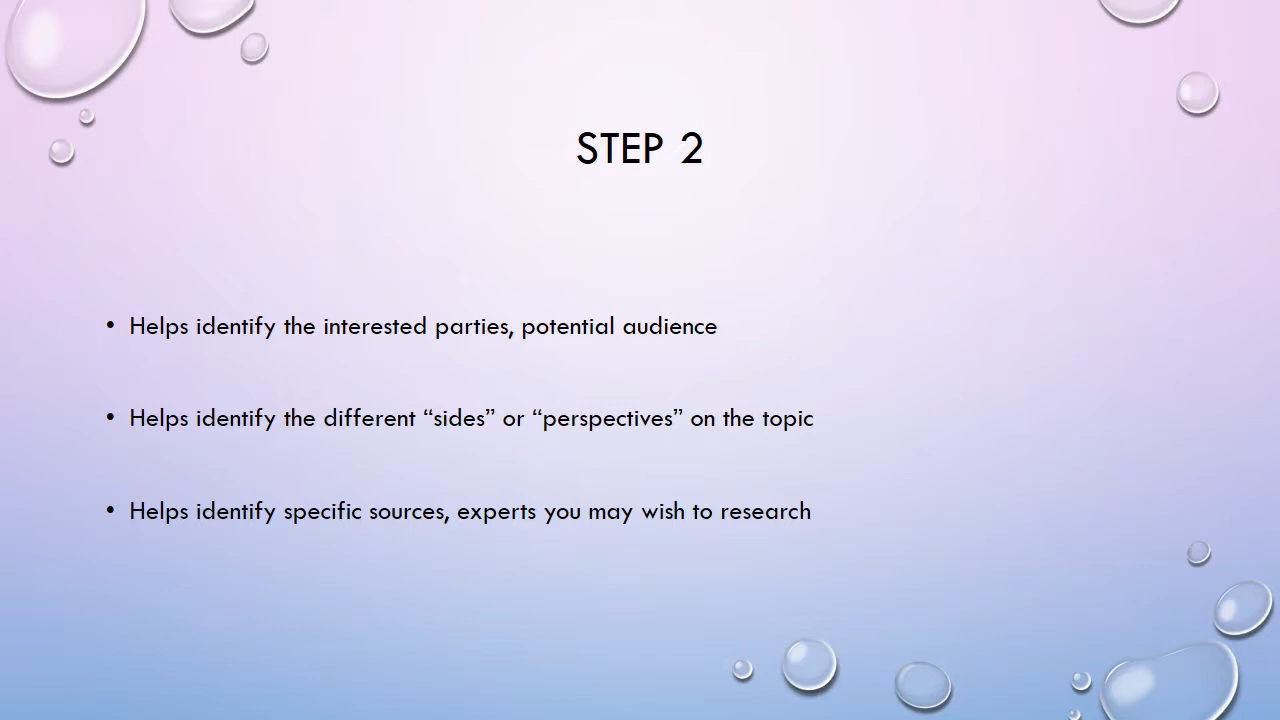 STEP 2
• Helps identify the interested parties, potential audience
• Helps identify the different “sides” or “perspectives” on the topic
• Helps identify specific sources, experts you may wish to research